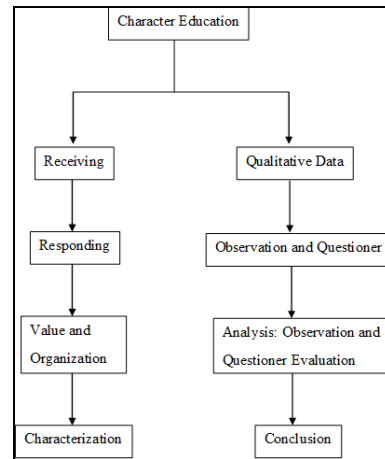 Character Education
Receiving
Qualitative Data
Responding
Observation and Questioner
Value and
Organization
Analysis: Observation and
Questioner Evaluation
Characterization
Conclusion